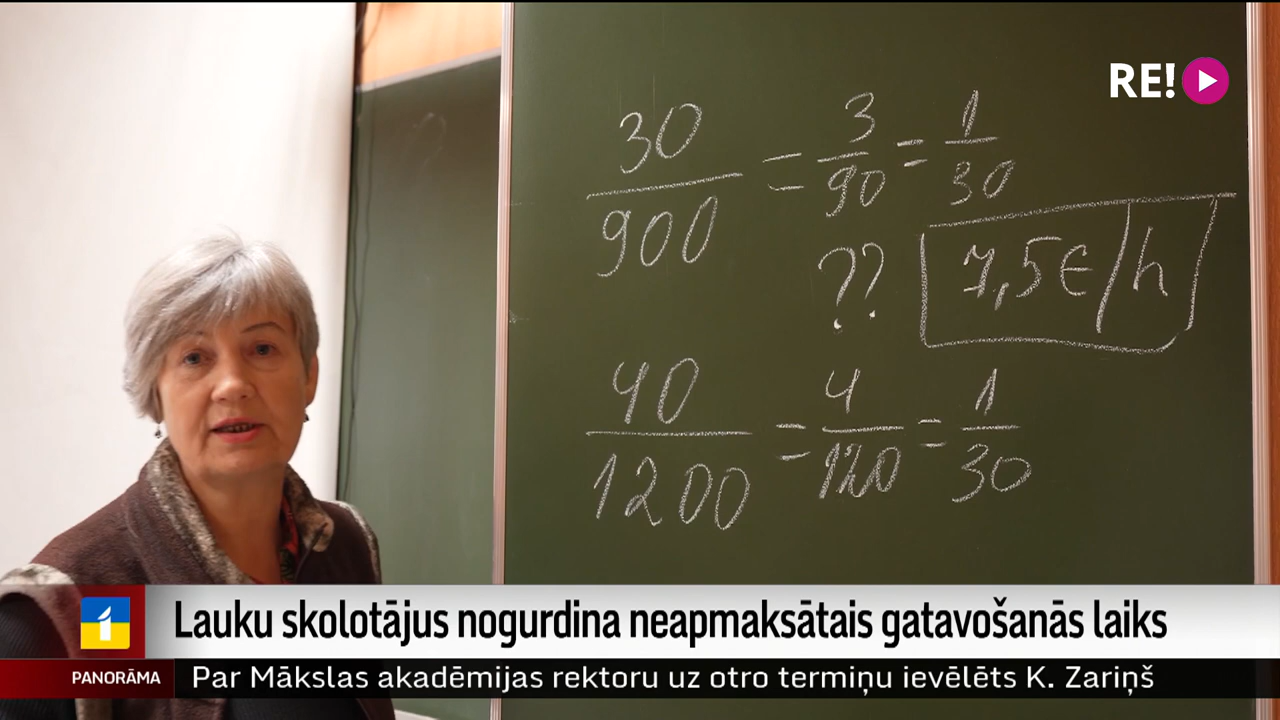 RE!
30/900 = 3/90 = 1/30
?? 7,5€/h
40/1200 = 4/120 = 1/30
1
Lauku skolotājus nogurdina neapmaksātais gatavošanās laiks
PANORĀMA
Par Mākslas akadēmijas rektoru uz otro termiņu ievēlēts K. Zariņš